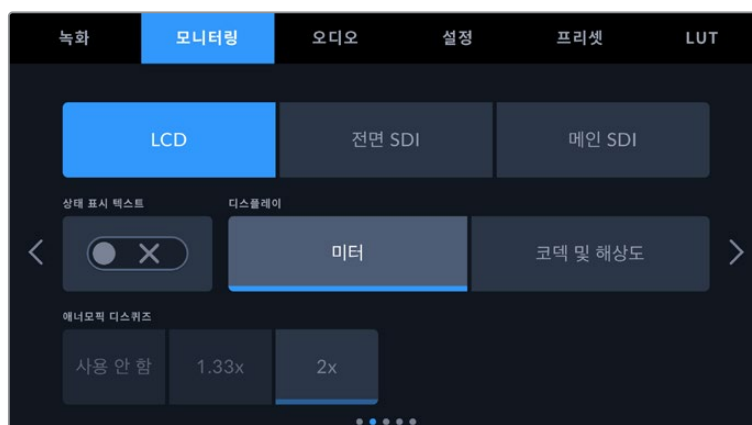 녹화 모니터링 오디오 설정 프리셋 LUT
LCD 전면 SDI 메인 SDI
상태 표시 텍스트 디스플레이
미터 코덱 및 해상도
애너모픽 디스퀴즈
사용 안 함 1.33x 2x